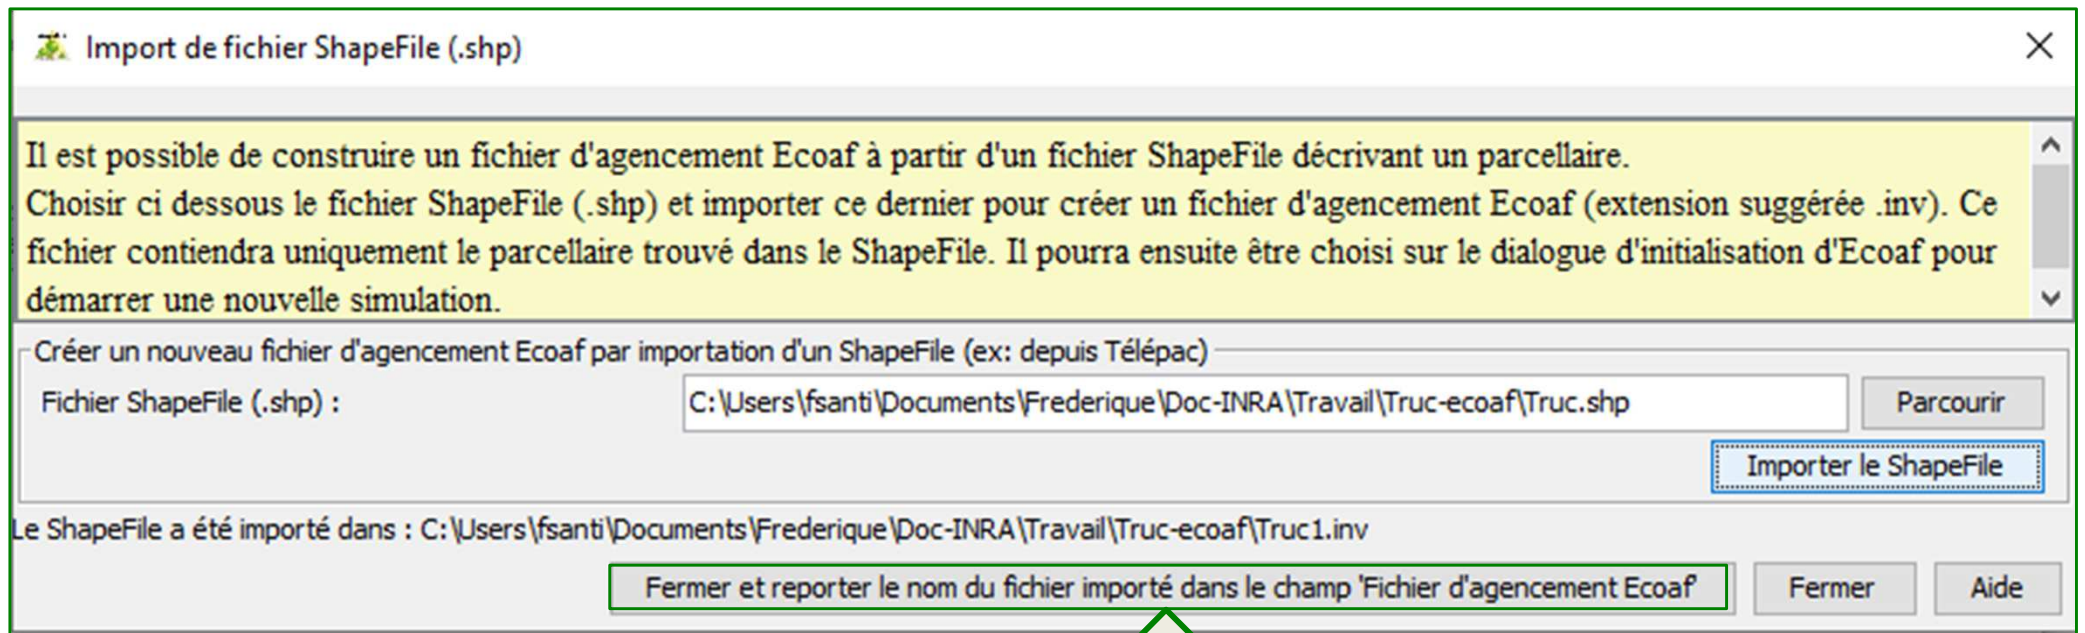 Import de fichier ShapeFile (.shp)
Il est possible de construire un fichier d'agencement Ecoaf à partir d'un fichier ShapeFile décrivant un parcellaire.
Choisir ci dessous le fichier ShapeFile (.shp) et importer ce dernier pour créer un fichier d'agencement Ecoaf (extension suggérée .inv). Ce
fichier contiendra uniquement le parcellaire trouvé dans le ShapeFile. Il pourra ensuite être choisi sur le dialogue d'initialisation d'Ecoaf pour
démarrer une nouvelle simulation.
Créer un nouveau fichier d'agencement Ecoaf par importation d'un ShapeFile (ex: depuis Télépac)
Fichier ShapeFile (.shp) : C:\Users\fsanti\Documents\Frederique\Doc-INRA\Travail\Truc-ecoaf\Truc.shp Parcourir
Importer le ShapeFile
Le ShapeFile a été importé dans : C:\Users\fsanti\Documents\Frederique\Doc-INRA\Travail\Truc-ecoaf\Truc1.inv
Fermer et reporter le nom du fichier importé dans le champ 'Fichier d'agencement Ecoaf' Fermer Aide